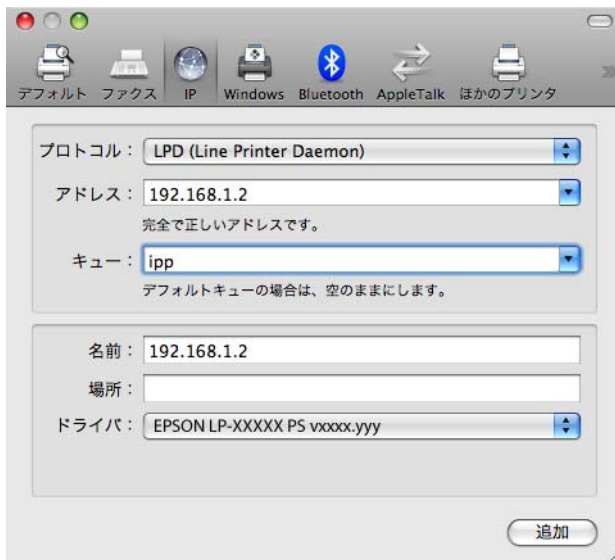 デフォルト ファクス IP Windows Bluetooth AppleTalk ほかのプリンタ
プロトコル： LPD (Line Printer Daemon)
アドレス： 192.168.1.2
完全で正しいアドレスです。
キュー： ipp
デフォルトキューの場合は、空のままにします。
名前： 192.168.1.2
場所：
ドライバ： EPSON LP-XXXXX PS vxxxx.yyy
追加